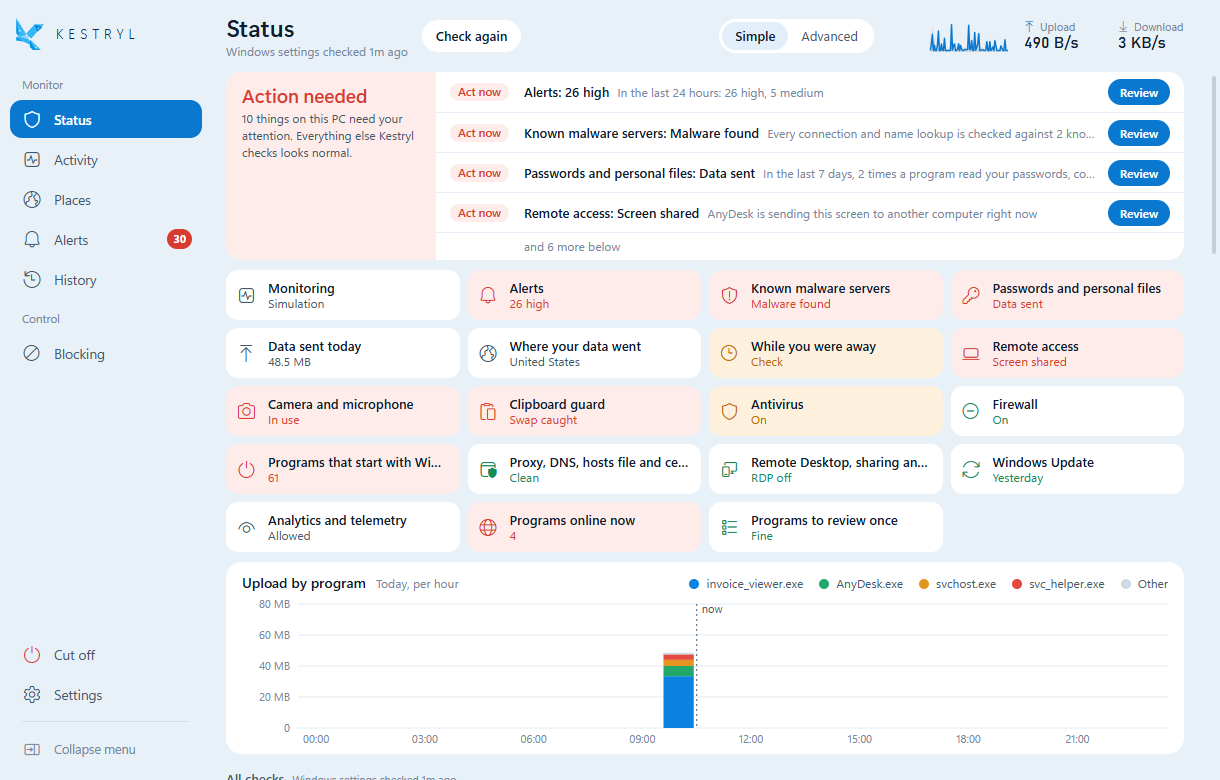 KESTRYL
Monitor
Status
Activity
Places
Alerts 30
History
Control
Blocking
Cut off
Settings
Collapse menu
Status
Windows settings checked 1m ago
Check again
Simple Advanced
Upload
490 B/s
Download
3 KB/s
Action needed
10 things on this PC need your
attention. Everything else Kestryl
checks looks normal.
Act now Alerts: 26 high In the last 24 hours: 26 high, 5 medium Review
Act now Known malware servers: Malware found Every connection and name lookup is checked against 2 kno... Review
Act now Passwords and personal files: Data sent In the last 7 days, 2 times a program read your passwords, co... Review
Act now Remote access: Screen shared AnyDesk is sending this screen to another computer right now Review
and 6 more below
Monitoring
Simulation
Alerts
26 high
Known malware servers
Malware found
Passwords and personal files
Data sent
Data sent today
48.5 MB
Where your data went
United States
While you were away
Check
Remote access
Screen shared
Camera and microphone
In use
Clipboard guard
Swap caught
Antivirus
On
Firewall
On
Programs that start with Wi...
61
Proxy, DNS, hosts file and ce...
Clean
Remote Desktop, sharing an...
RDP off
Windows Update
Yesterday
Analytics and telemetry
Allowed
Programs online now
4
Programs to review once
Fine
Upload by program Today, per hour
invoice_viewer.exe AnyDesk.exe svchost.exe svc_helper.exe Other
80 MB
now
60 MB
40 MB
20 MB
0
00:00 03:00 06:00 09:00 12:00 15:00 18:00 21:00
All checks Windows settings checked 1m ago